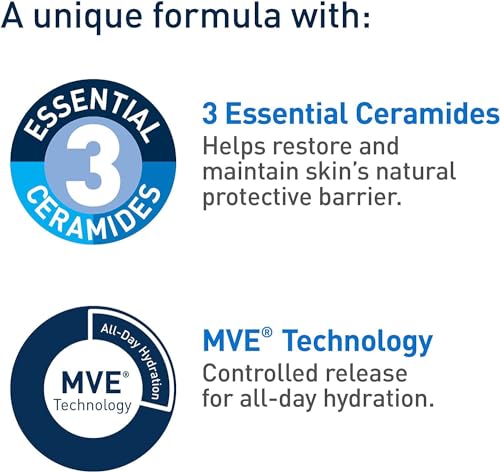 A unique formula with:
ESSENTIAL
3
CERAMIDES
3 Essential Ceramides
Helps restore and
maintain skin’s natural
protective barrier.
All-Day Hydration
MVE®
Technology
MVE® Technology
Controlled release
for all-day hydration.